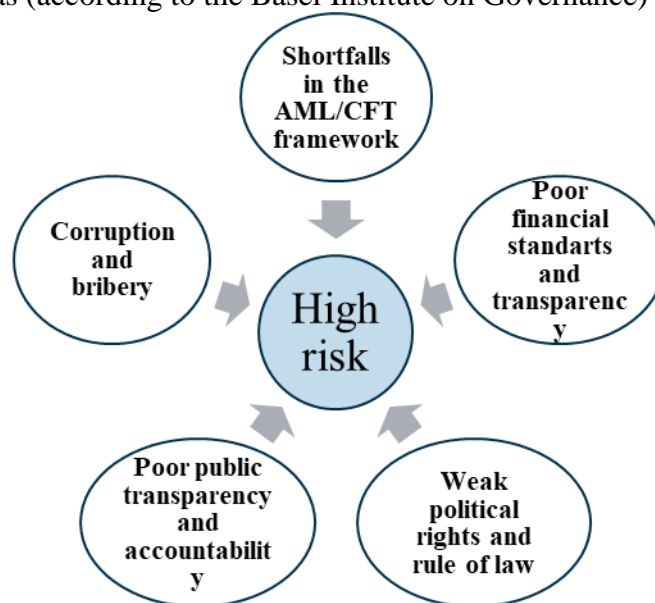 as (according to the Basel Institute on Governance)
Shortfalls
in the
AML/CFT
framework
Corruption
and
bribery
Poor
financial
standarts
and
transparenc
y
High
risk
Poor public
transparency
and
accountabilit
y
Weak
political
rights and
rule of law